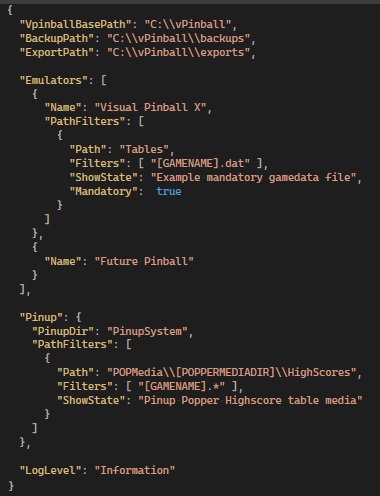 {
  "VpinballBasePath": "C:\\vPinball",
  "BackupPath": "C:\\vPinball\\backups",
  "ExportPath": "C:\\vPinball\\exports",

  "Emulators": [
    {
      "Name": "Visual Pinball X",
      "PathFilters": [
        {
          "Path": "Tables",
          "Filters": [ "[GAMENAME].dat" ],
          "ShowState": "Example mandatory gamedata file",
          "Mandatory":  true
        }
      ]
    },
    {
      "Name": "Future Pinball"
    }
  ],

  "Pinup": {
    "PinupDir": "PinupSystem",
    "PathFilters": [
      {
        "Path": "POPMedia\\[POPPERMEDIADIR]\\HighScores",
        "Filters": [ "[GAMENAME].*" ],
        "ShowState": "Pinup Popper Highscore table media"
      }
    ]
  },

  "LogLevel": "Information"
}